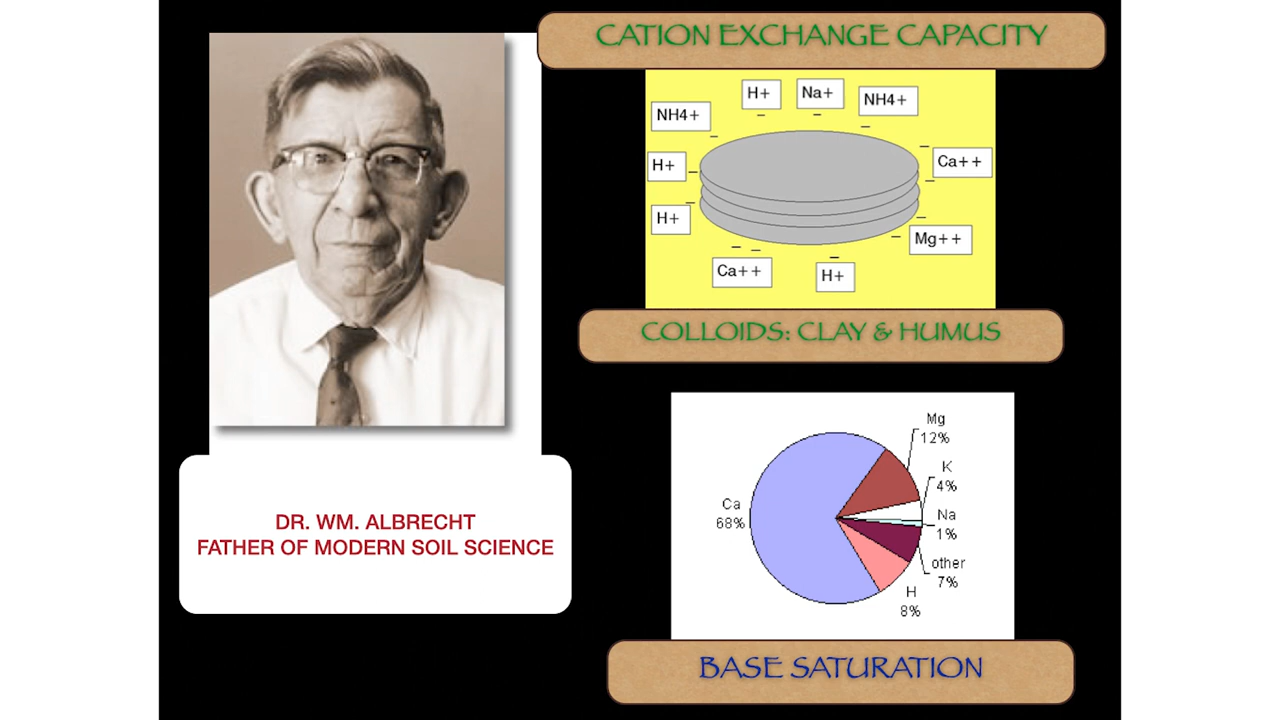 CATION EXCHANGE CAPACITY
H+
Na+
NH4+
NH4+
H+
Ca++
H+
Mg++
Ca++
H+
COLLOIDS: CLAY & HUMUS
DR. WM. ALBRECHT
FATHER OF MODERN SOIL SCIENCE
Mg
12%
K
4%
Ca
68%
Na
1%
other
7%
H
8%
BASE SATURATION